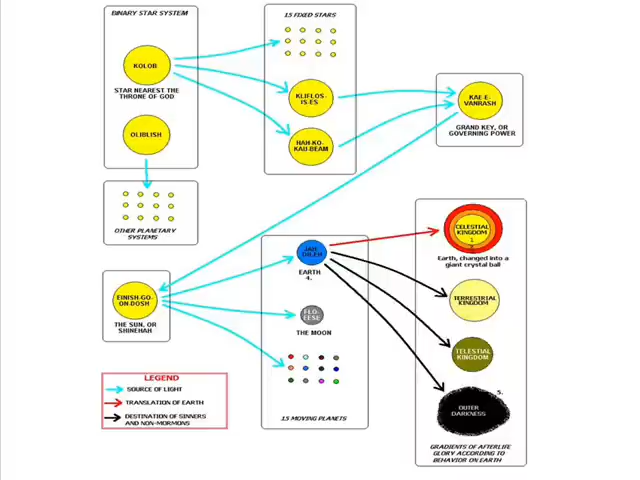 BINARY STAR SYSTEM
KOLOB
STAR NEAREST THE
THRONE OF GOD
OLIBLISH
OTHER PLANETARY
SYSTEMS
15 FIXED STARS
KLIFLOS-
IS-ES
HAH-KO-
KAU-BEAM
KAE-E-
VANRASH
GRAND KEY, OR
GOVERNING POWER
ENISH-GO-
ON-DOSH
THE SUN, OR
SHINEHAH
JAH-
OH-EH
EARTH
4.
FLO-
EESE
THE MOON
15 MOVING PLANETS
CELESTIAL
KINGDOM
1
Earth, changed into a
giant crystal ball
TERRESTRIAL
KINGDOM
TELESTIAL
KINGDOM
5.
OUTER
DARKNESS
GRADIENTS OF AFTERLIFE
GLORY ACCORDING TO
BEHAVIOR ON EARTH
LEGEND
SOURCE OF LIGHT
TRANSLATION OF EARTH
DESTINATION OF SINNERS
AND NON-MORMONS